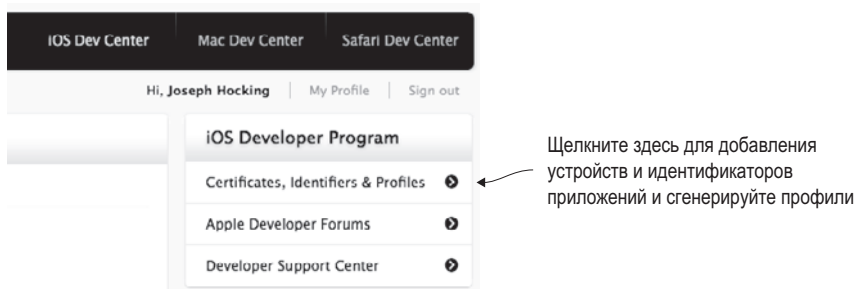 iOS Dev Center Mac Dev Center Safari Dev Center
Hi, Joseph Hocking My Profile Sign out
iOS Developer Program
Certificates, Identifiers & Profiles
Apple Developer Forums
Developer Support Center
Щелкните здесь для добавления
устройств и идентификаторов
приложений и сгенерируйте профили